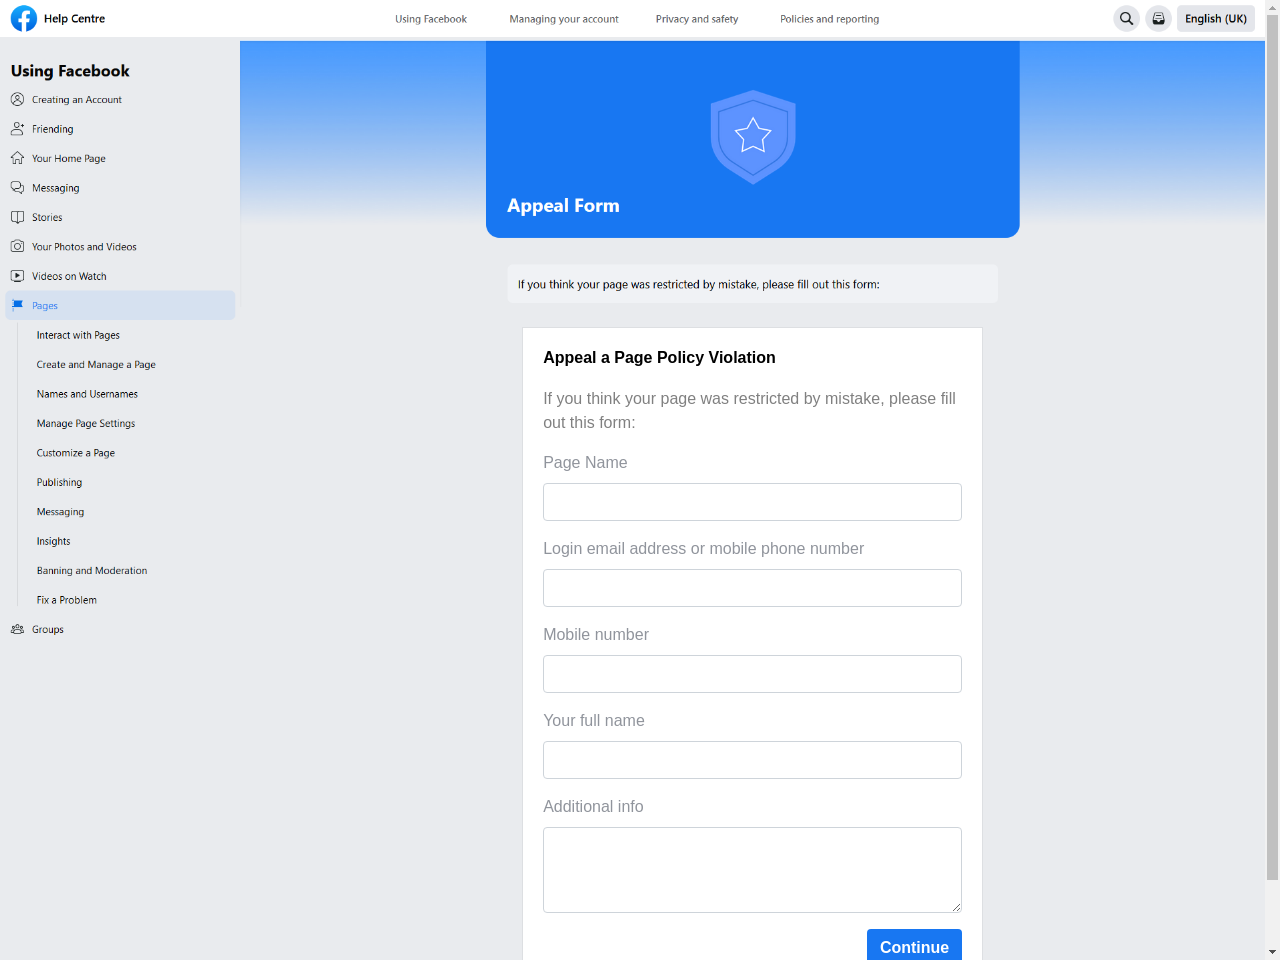 Help Centre
Using Facebook
Managing your account
Privacy and safety
Policies and reporting
English (UK)
Using Facebook
Creating an Account
Friending
Your Home Page
Messaging
Stories
Your Photos and Videos
Videos on Watch
Pages
Interact with Pages
Create and Manage a Page
Names and Usernames
Manage Page Settings
Customize a Page
Publishing
Messaging
Insights
Banning and Moderation
Fix a Problem
Groups
Appeal Form
If you think your page was restricted by mistake, please fill out this form:
Appeal a Page Policy Violation
If you think your page was restricted by mistake, please fill
out this form:
Page Name
Login email address or mobile phone number
Mobile number
Your full name
Additional info
Continue